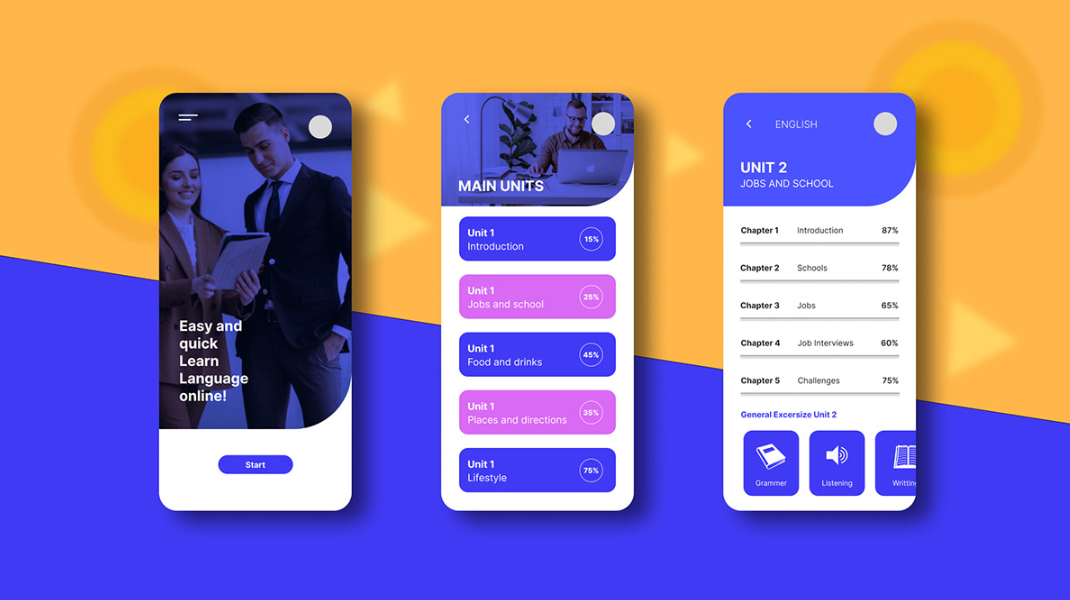 Easy and
quick
Learn
Language
online!
Start
MAIN UNITS
Unit 1
Introduction
15%
Unit 1
Jobs and school
25%
Unit 1
Food and drinks
45%
Unit 1
Places and directions
35%
Unit 1
Lifestyle
75%
ENGLISH
UNIT 2
JOBS AND SCHOOL
Chapter 1 Introduction 87%
Chapter 2 Schools 78%
Chapter 3 Jobs 65%
Chapter 4 Job Interviews 60%
Chapter 5 Challenges 75%
General Excersize Unit 2
Grammer
Listening
Writting